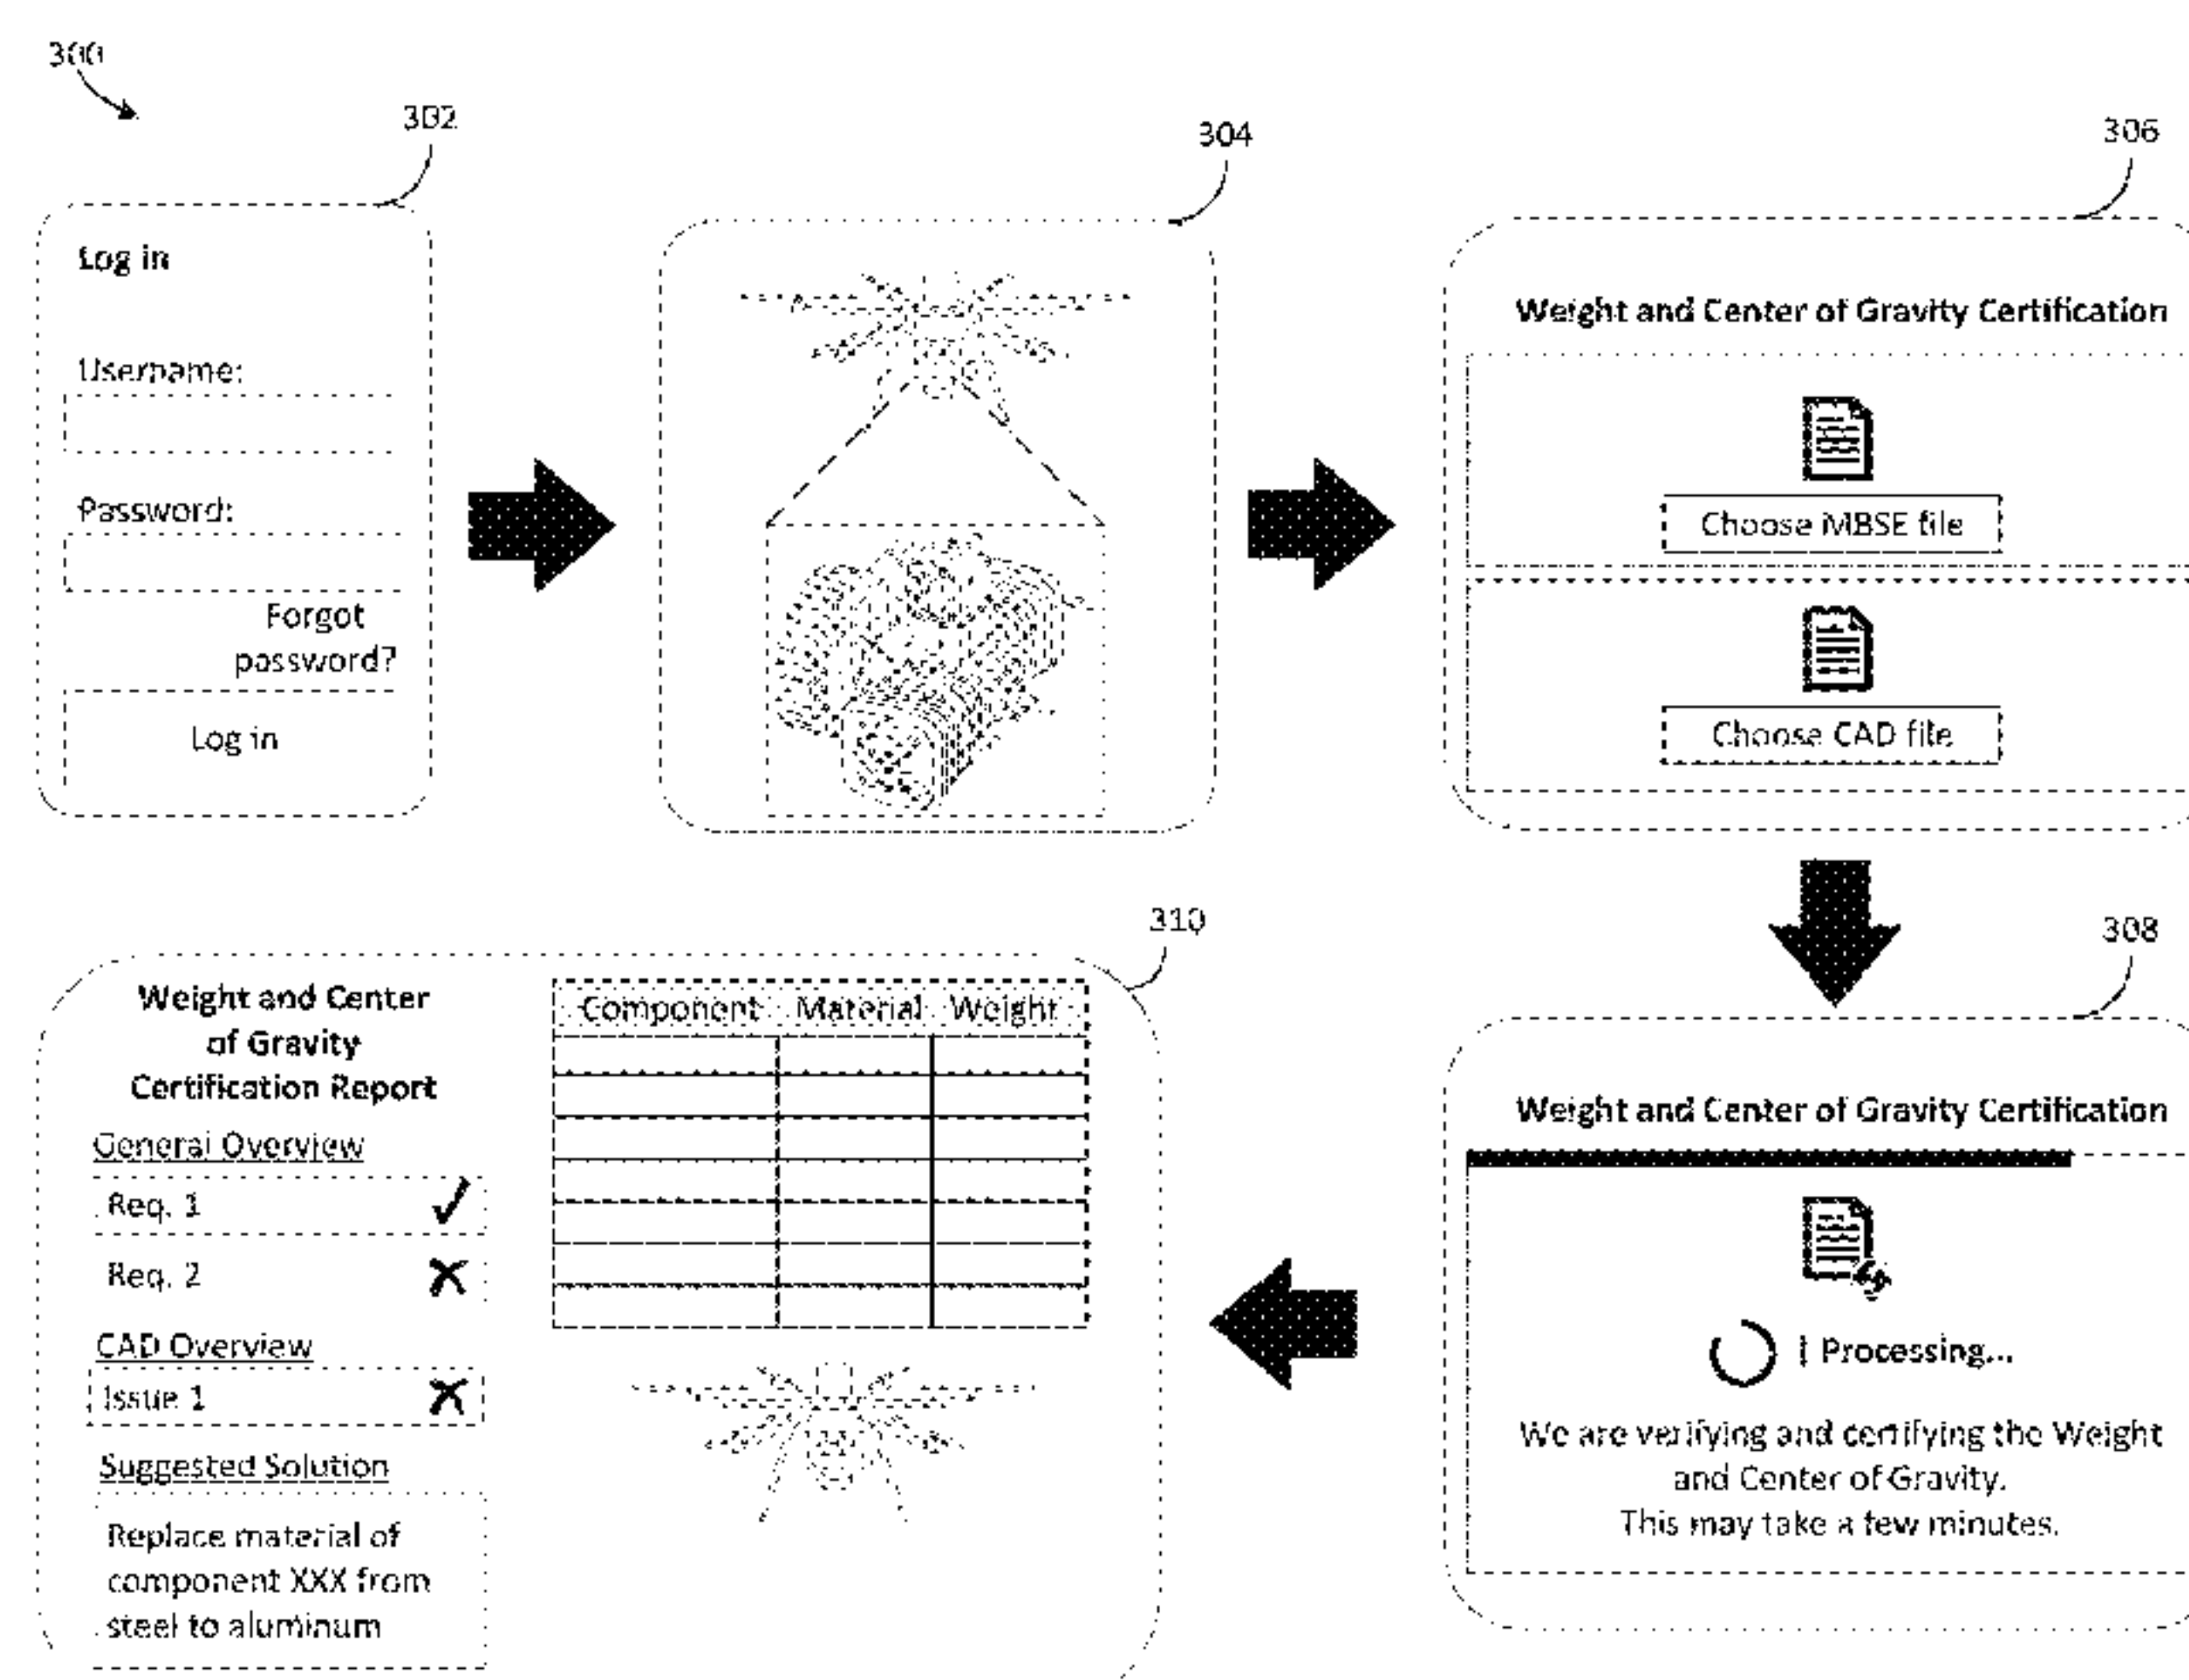 300
302
304
306
Log in
Username:
Password:
Forgot
password?
Log in
Weight and Center of Gravity Certification
Choose MBSE file
Choose CAD file
308
Weight and Center of Gravity Certification
Processing...
We are verifying and certifying the Weight
and Center of Gravity.
This may take a few minutes.
310
Weight and Center
of Gravity
Certification Report
General Overview
Req. 1
Req. 2
CAD Overview
Issue 1
Suggested Solution
Replace material of
component XXX from
steel to aluminum
Component Material Weight